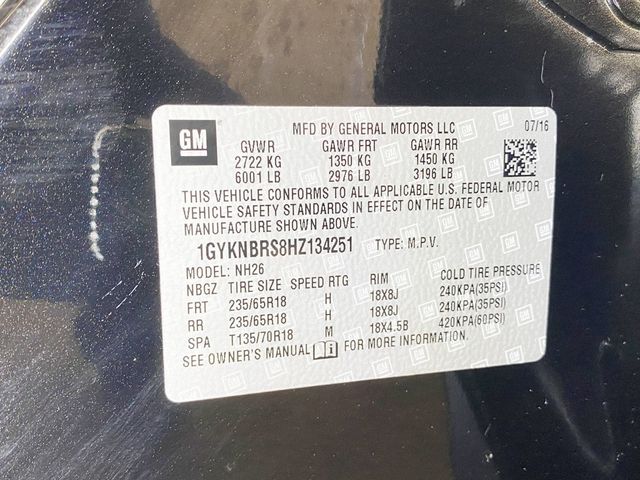 GM
MFD BY GENERAL MOTORS LLC 07/16
GVWR GAWR FRT GAWR RR
2722 KG 1350 KG 1450 KG
6001 LB 2976 LB 3196 LB
THIS VEHICLE CONFORMS TO ALL APPLICABLE U.S. FEDERAL MOTOR
VEHICLE SAFETY STANDARDS IN EFFECT ON THE DATE OF
MANUFACTURE SHOWN ABOVE.
1GYKNBRS8HZ134251 TYPE: M.P.V.
MODEL: NH26
NBGZ TIRE SIZE SPEED RTG RIM COLD TIRE PRESSURE
FRT 235/65R18 H 18X8J 240KPA(35PSI)
RR 235/65R18 H 18X8J 240KPA(35PSI)
SPA T135/70R18 M 18X4.5B 420KPA(60PSI)
SEE OWNER'S MANUAL FOR MORE INFORMATION.